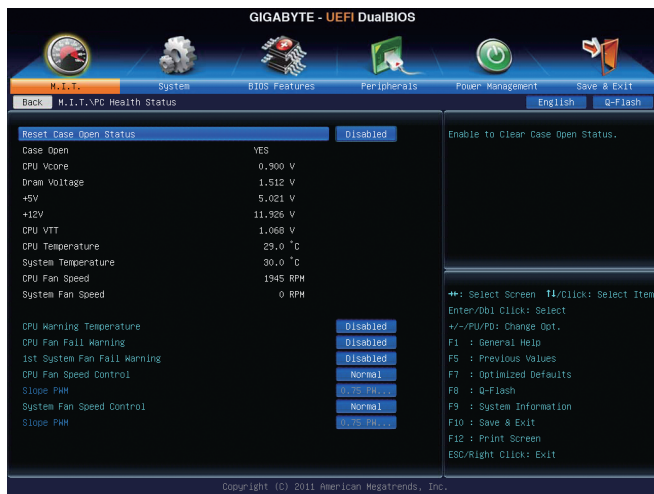 GIGABYTE - UEFI DualBIOS
M.I.T. System BIOS Features Peripherals Power Management Save & Exit
Back M.I.T.\PC Health Status English Q-Flash
Reset Case Open Status Disabled
Case Open YES
CPU Vcore 0.900 V
Dram Voltage 1.512 V
+5V 5.021 V
+12V 11.926 V
CPU VTT 1.068 V
CPU Temperature 29.0 °C
System Temperature 30.0 °C
CPU Fan Speed 1945 RPM
System Fan Speed 0 RPM
CPU Warning Temperature Disabled
CPU Fan Fail Warning Disabled
1st System Fan Fail Warning Disabled
CPU Fan Speed Control Normal
Slope PWM 0.75 PW...
System Fan Speed Control Normal
Slope PWM 0.75 PW...
Enable to Clear Case Open Status.
↔: Select Screen ↑↓/Click: Select Item
Enter/Dbl Click: Select
+/-/PU/PD: Change Opt.
F1 : General Help
F5 : Previous Values
F7 : Optimized Defaults
F8 : Q-Flash
F9 : System Information
F10 : Save & Exit
F12 : Print Screen
ESC/Right Click: Exit
Copyright (C) 2011 American Megatrends, Inc.